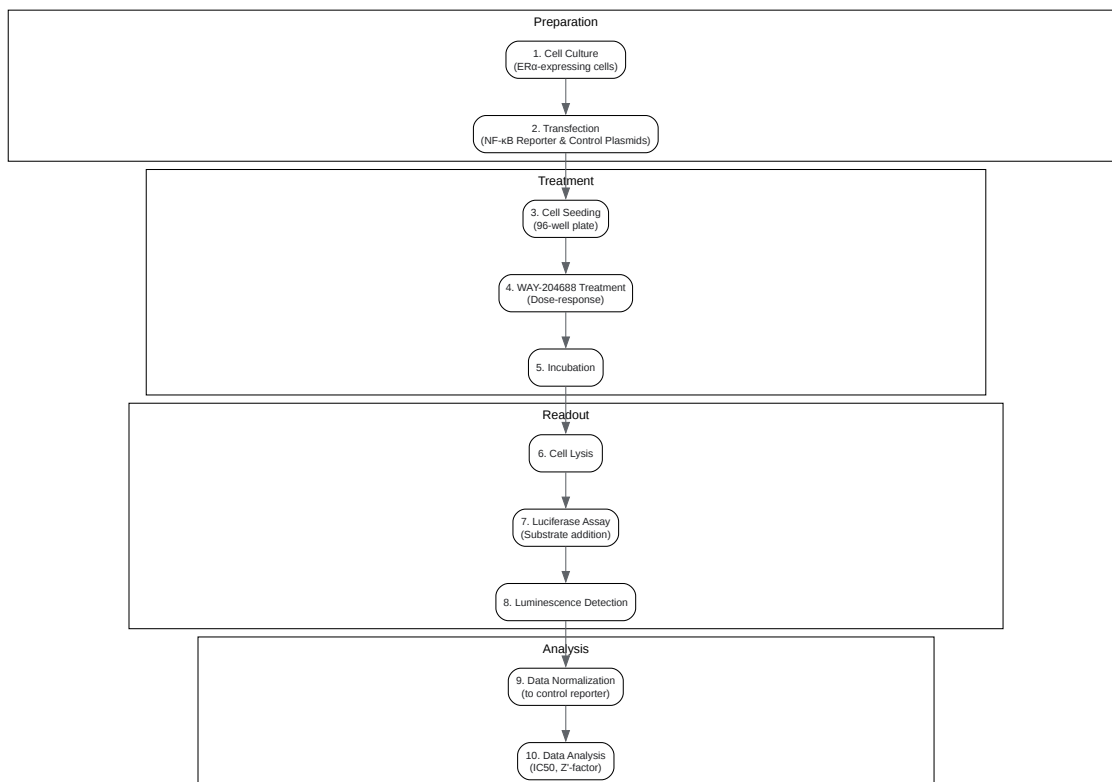 Preparation
1. Cell Culture
(ERα-expressing cells)
2. Transfection
(NF-κB Reporter & Control Plasmids)
Treatment
3. Cell Seeding
(96-well plate)
4. WAY-204688 Treatment
(Dose-response)
5. Incubation
Readout
6. Cell Lysis
7. Luciferase Assay
(Substrate addition)
8. Luminescence Detection
Analysis
9. Data Normalization
(to control reporter)
10. Data Analysis
(IC50, Z'-factor)